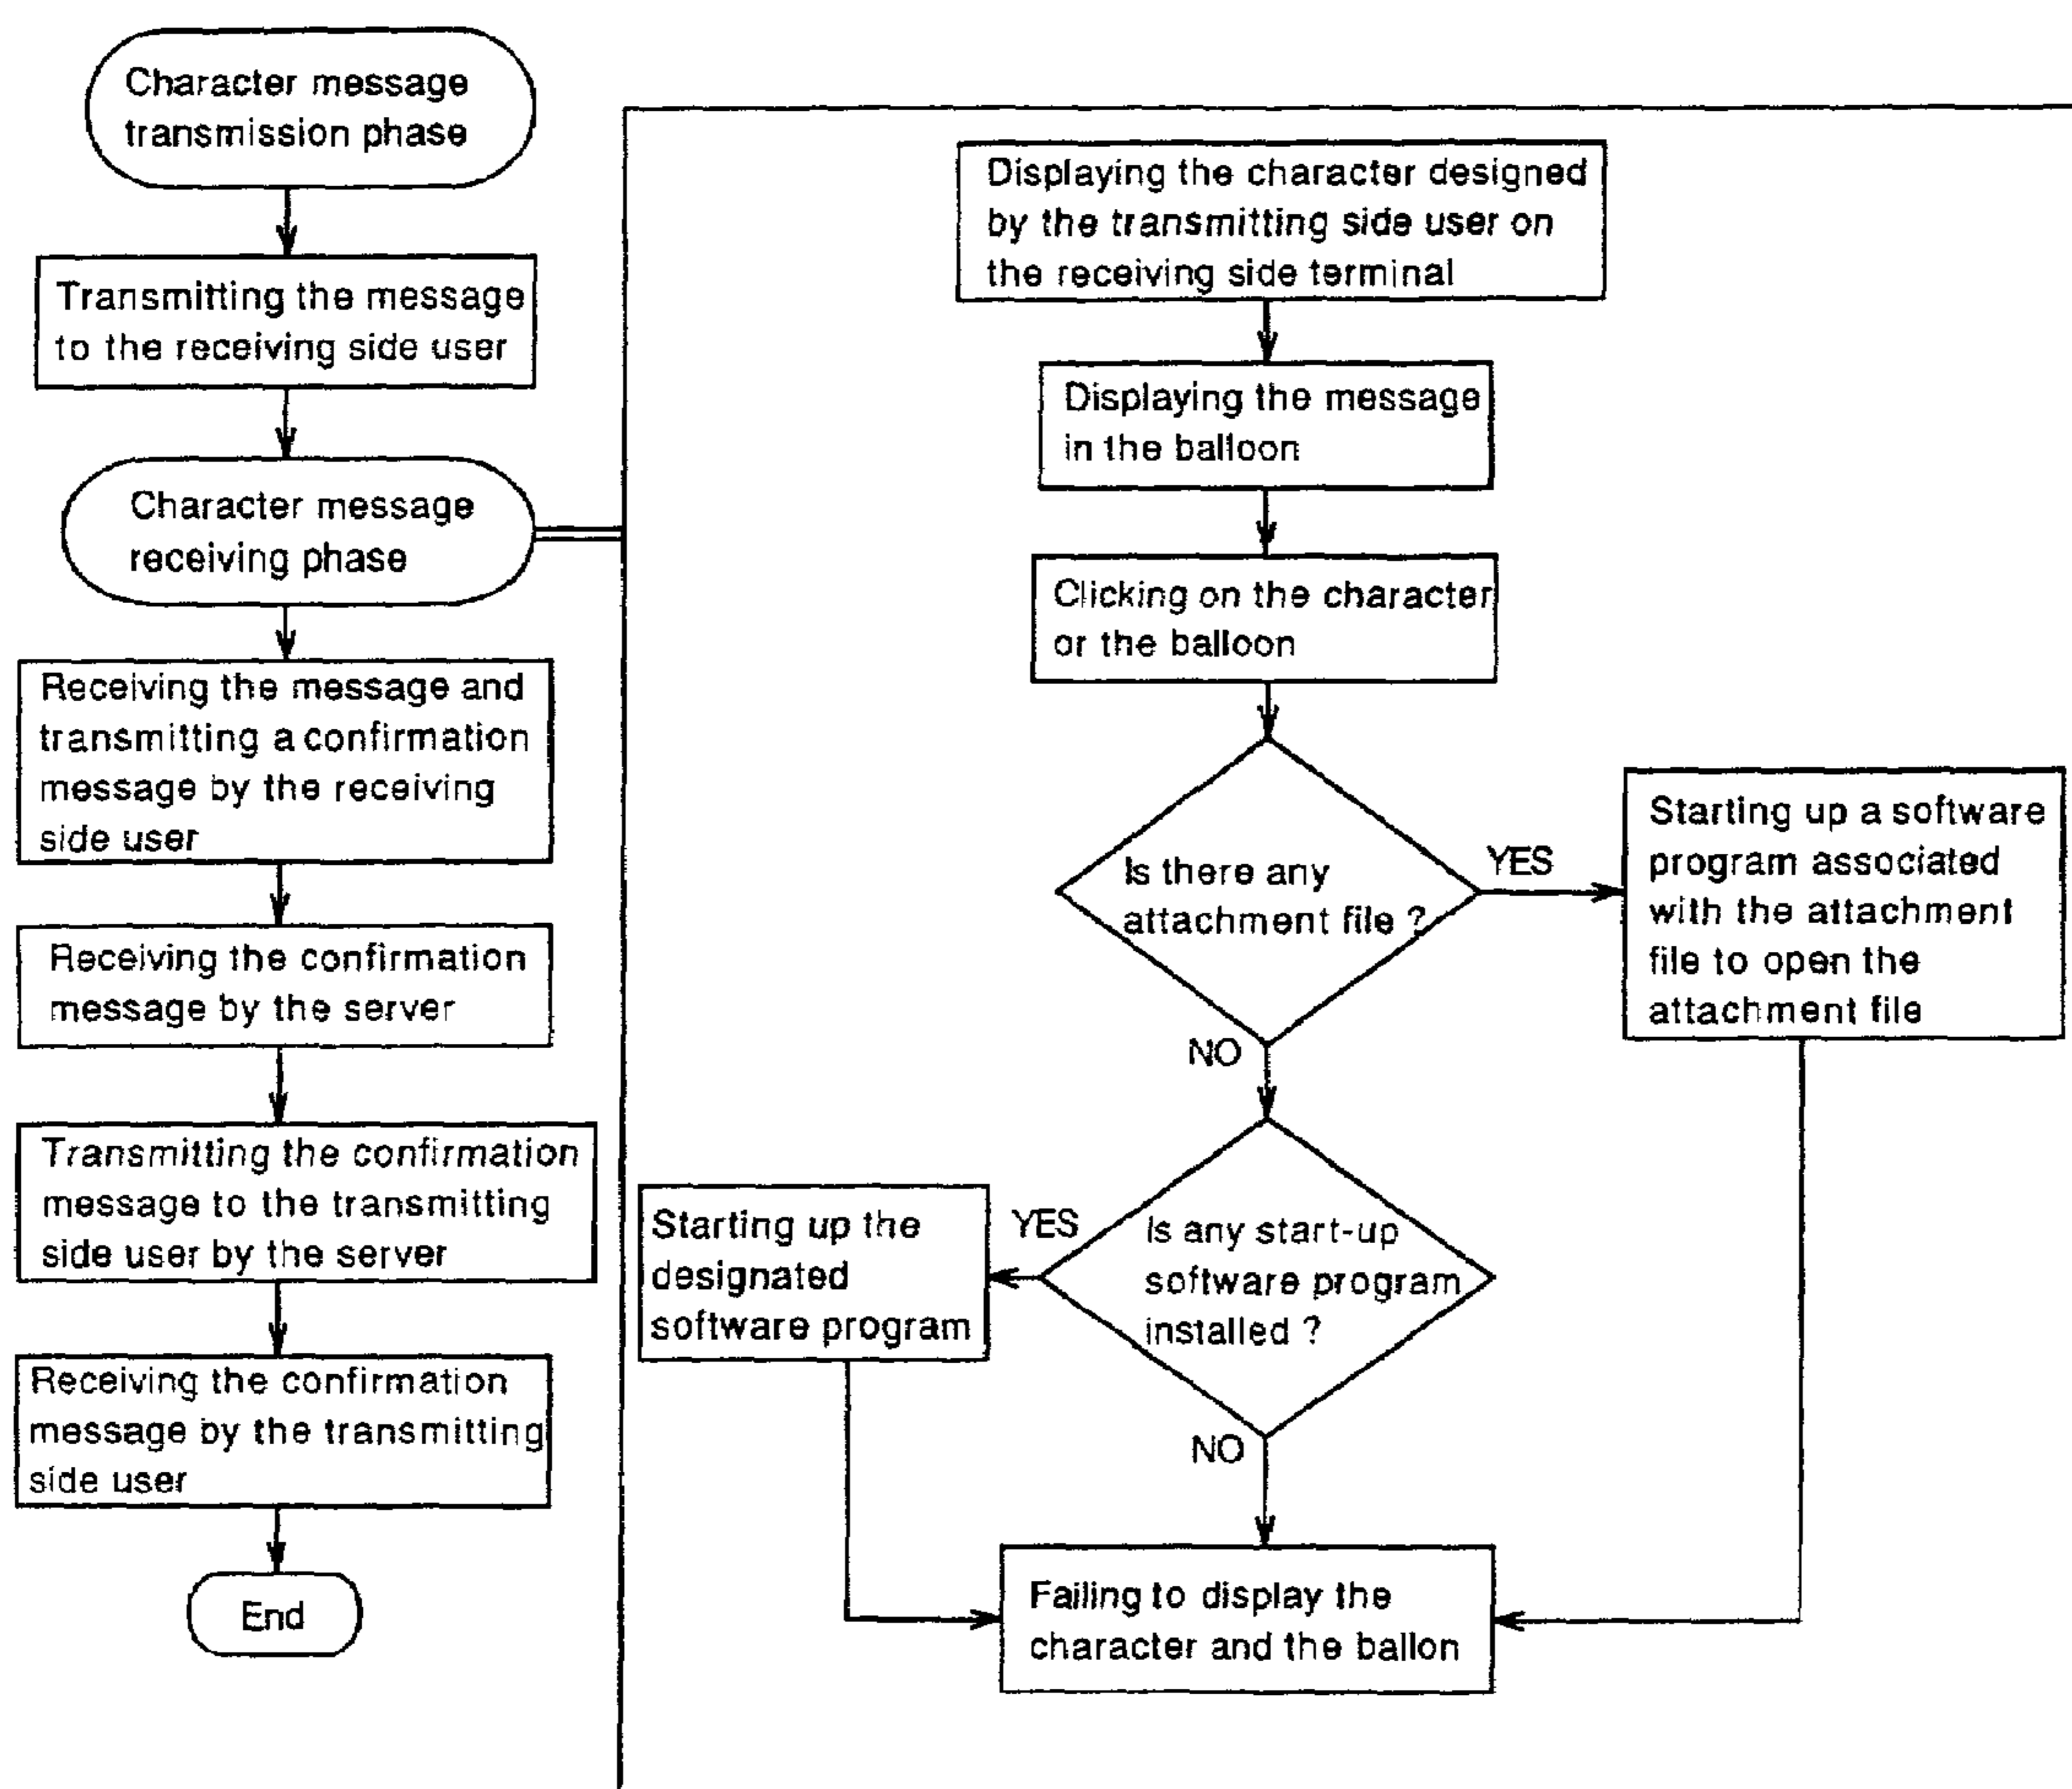 Character message
transmission phase
Transmitting the message
to the receiving side user
Character message
receiving phase
Receiving the message and
transmitting a confirmation
message by the receiving
side user
Receiving the confirmation
message by the server
Transmitting the confirmation
message to the transmitting
side user by the server
Receiving the confirmation
message by the transmitting
side user
End
Displaying the character designed
by the transmitting side user on
the receiving side terminal
Displaying the message
in the balloon
Clicking on the character
or the balloon
Is there any
attachment file ?
YES
NO
Starting up a software
program associated
with the attachment
file to open the
attachment file
Is any start-up
software program
installed ?
YES
NO
Starting up the
designated
software program
Failing to display the
character and the ballon